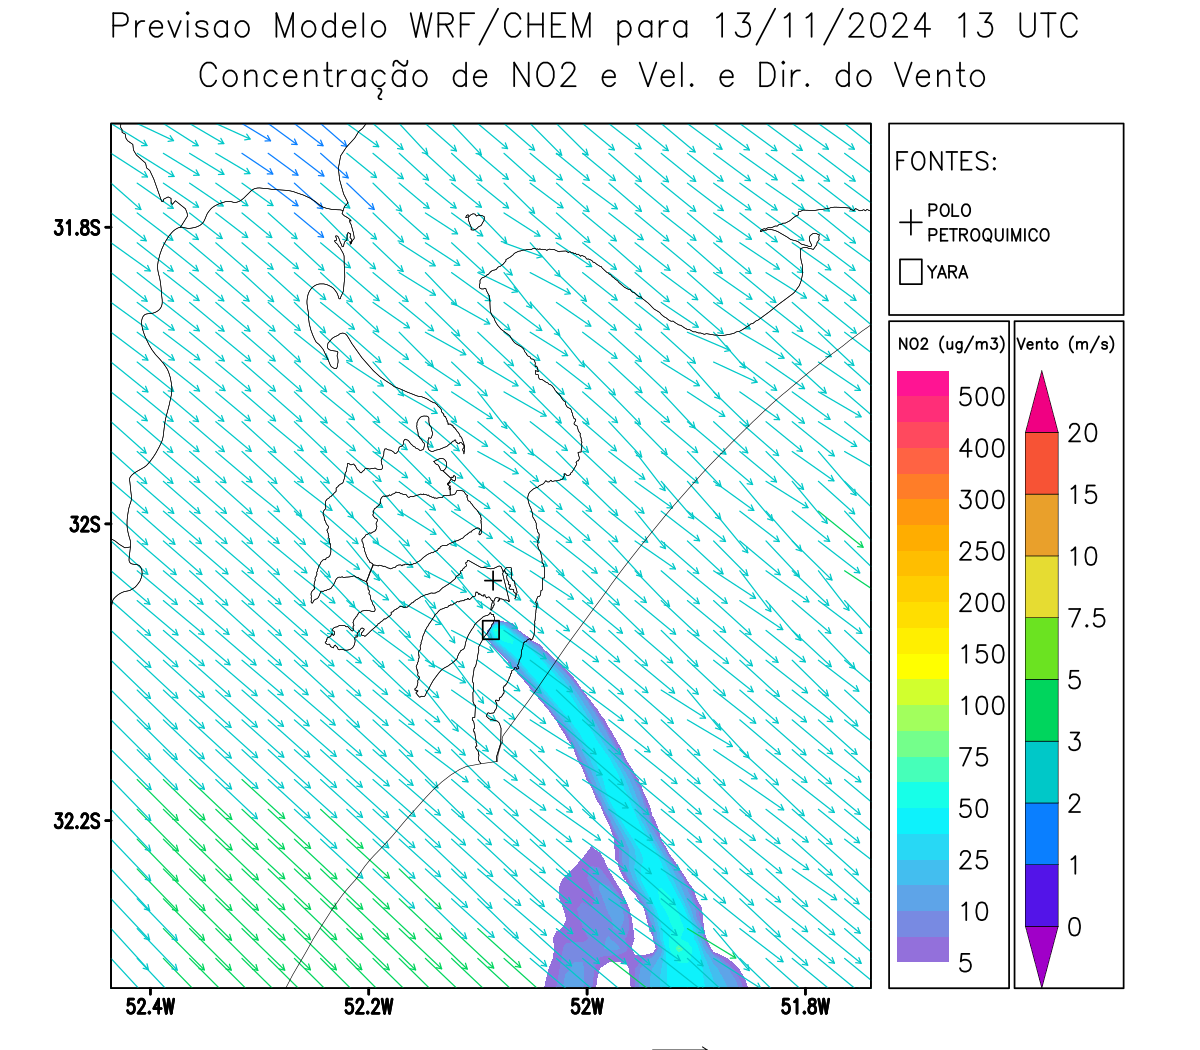 Previsao Modelo WRF/CHEM para 13/11/2024 13 UTC
Concentração de NO2 e Vel. e Dir. do Vento
FONTES:
POLO
PETROQUIMICO
YARA
31.8S
32S
32.2S
52.4W
52.2W
52W
51.8W
NO2 (ug/m3)
500
400
300
250
200
150
100
75
50
25
10
5
Vento (m/s)
20
15
10
7.5
5
3
2
1
0